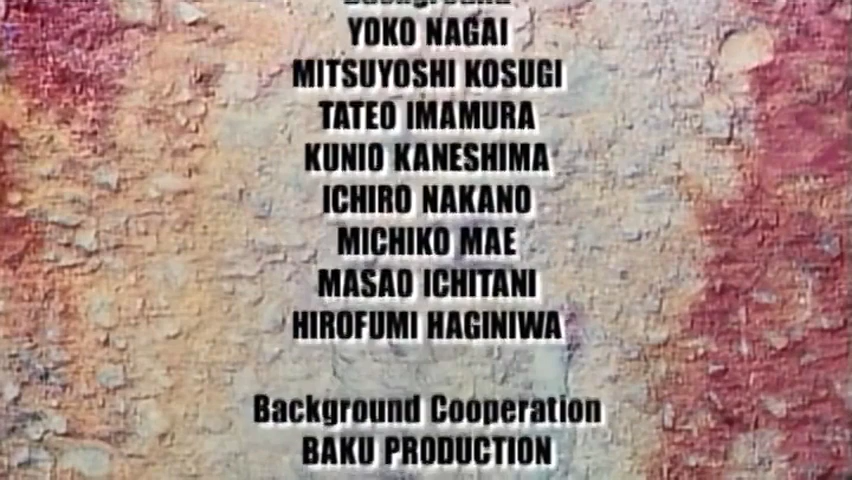 Background
YOKO NAGAI
MITSUYOSHI KOSUGI
TATEO IMAMURA
KUNIO KANESHIMA
ICHIRO NAKANO
MICHIKO MAE
MASAO ICHITANI
HIROFUMI HAGINIWA
Background Cooperation
BAKU PRODUCTION